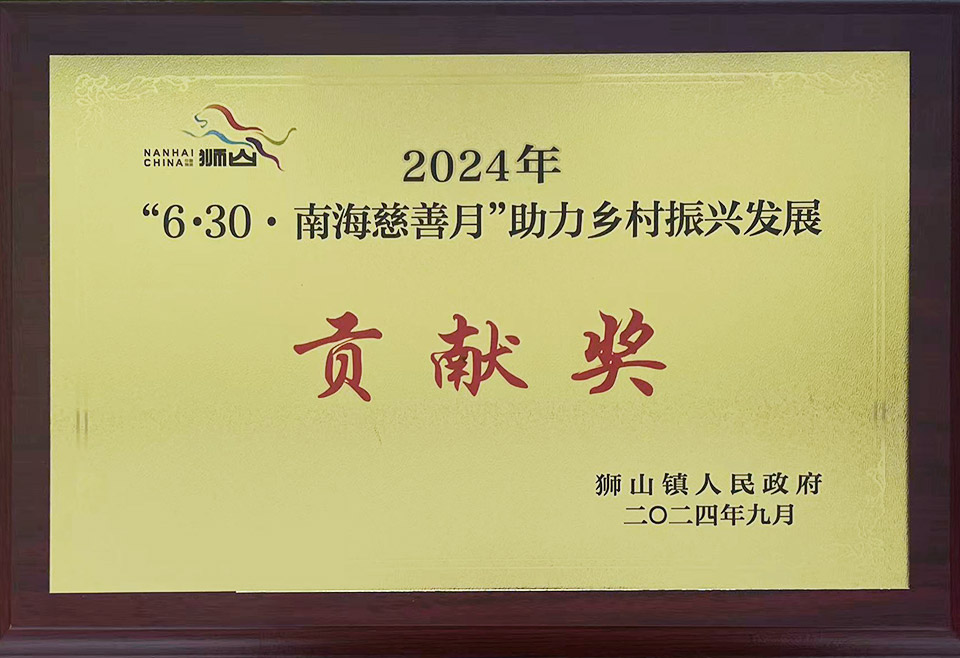 NANHAI
CHINA 狮山
2024年
“6·30·南海慈善月”助力乡村振兴发展
贡献奖
狮山镇人民政府
二〇二四年九月